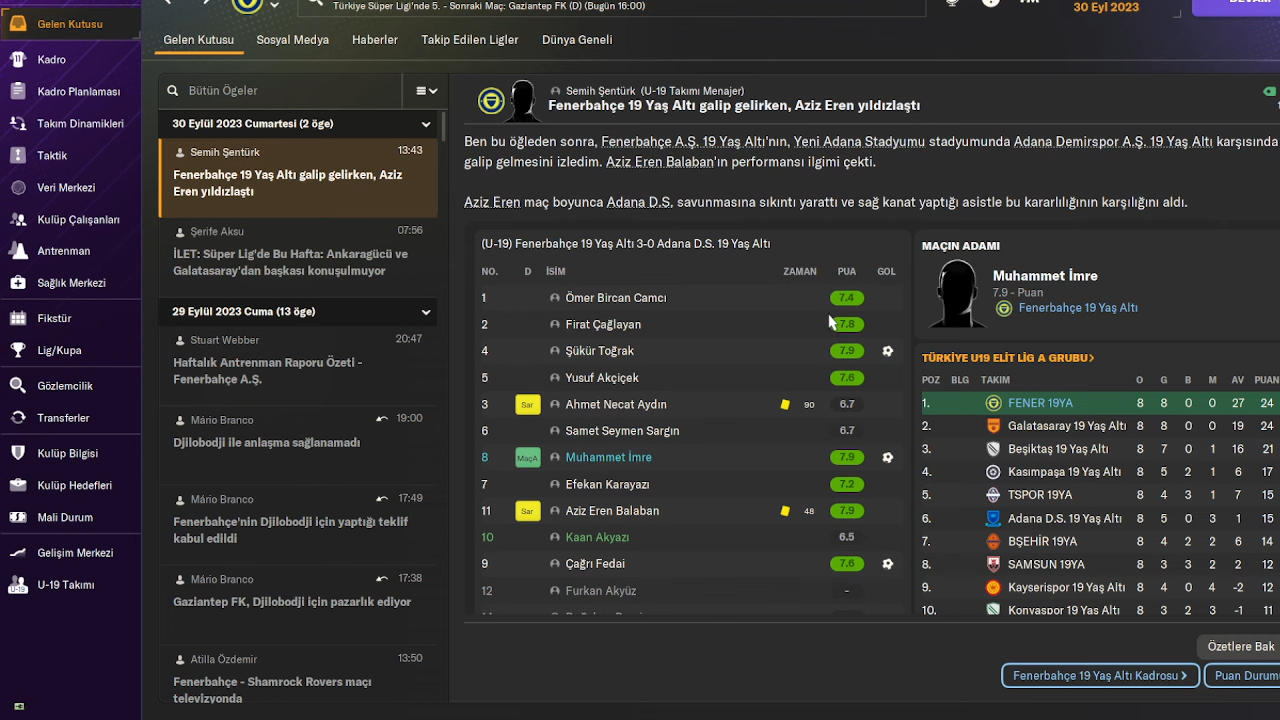 Türkiye Süper Ligi'nde 5. - Sonraki Maç: Gaziantep FK (D) (Bugün 16:00)
30 Eyl 2023
Gelen Kutusu
Kadro
Kadro Planlaması
Takım Dinamikleri
Taktik
Veri Merkezi
Kulüp Çalışanları
Antrenman
Sağlık Merkezi
Fikstür
Lig/Kupa
Gözlemcilik
Transferler
Kulüp Bilgisi
Kulüp Hedefleri
Mali Durum
Gelişim Merkezi
U-19 Takımı
Gelen Kutusu Sosyal Medya Haberler Takip Edilen Ligler Dünya Geneli
Bütün Ögeler
30 Eylül 2023 Cumartesi (2 öge)
Semih Şentürk 13:43
Fenerbahçe 19 Yaş Altı galip gelirken, Aziz
Eren yıldızlaştı
Şerife Aksu 07:56
İLET: Süper Lig'de Bu Hafta: Ankaragücü ve
Galatasaray'dan başkası konuşulmuyor
29 Eylül 2023 Cuma (13 öge)
Stuart Webber 20:47
Haftalık Antrenman Raporu Özeti -
Fenerbahçe A.Ş.
Mário Branco 19:00
Djilobodji ile anlaşma sağlanamadı
Mário Branco 17:49
Fenerbahçe'nin Djilobodji için yaptığı teklif
kabul edildi
Mário Branco 17:38
Gaziantep FK, Djilobodji için pazarlık ediyor
Atilla Özdemir 13:50
Fenerbahçe - Shamrock Rovers maçı
televizyonda
Semih Şentürk (U-19 Takımı Menajer)
Fenerbahçe 19 Yaş Altı galip gelirken, Aziz Eren yıldızlaştı
Ben bu öğleden sonra, Fenerbahçe A.Ş. 19 Yaş Altı'nın, Yeni Adana Stadyumu stadyumunda Adana Demirspor A.Ş. 19 Yaş Altı karşısında
galip gelmesini izledim. Aziz Eren Balaban'ın performansı ilgimi çekti.
Aziz Eren maç boyunca Adana D.S. savunmasına sıkıntı yarattı ve sağ kanat yaptığı asistle bu kararlılığının karşılığını aldı.
(U-19) Fenerbahçe 19 Yaş Altı 3-0 Adana D.S. 19 Yaş Altı
NO. D İSİM ZAMAN PUA GOL
1 Ömer Bircan Camcı 7.4
2 Firat Çağlayan 7.8
4 Şükür Toğrak 7.9
5 Yusuf Akçiçek 7.6
3 Sar Ahmet Necat Aydın 90 6.7
6 Samet Seymen Sargın 6.7
8 MaçA Muhammet İmre 7.9
7 Efekan Karayazı 7.2
11 Sar Aziz Eren Balaban 48 7.9
10 Kaan Akyazı 6.5
9 Çağrı Fedai 7.6
12 Furkan Akyüz -
MAÇIN ADAMI
Muhammet İmre
7.9 - Puan
Fenerbahçe 19 Yaş Altı
TÜRKİYE U19 ELİT LİG A GRUBU>
POZ BLG TAKIM O G B M AV PUAN
1. FENER 19YA 8 8 0 0 27 24
2. Galatasaray 19 Yaş Altı 8 8 0 0 19 24
3. Beşiktaş 19 Yaş Altı 8 7 0 1 16 21
4. Kasımpaşa 19 Yaş Altı 8 5 2 1 6 17
5. TSPOR 19YA 8 4 3 1 7 15
6. Adana D.S. 19 Yaş Altı 8 5 0 3 1 15
7. BŞEHİR 19YA 8 4 2 2 6 14
8. SAMSUN 19YA 8 3 3 2 2 12
9. Kayserispor 19 Yaş Altı 8 4 0 4 -2 12
10. Konyaspor 19 Yaş Altı 8 3 2 3 -1 11
Özetlere Bak
Fenerbahçe 19 Yaş Altı Kadrosu >
Puan Durumu